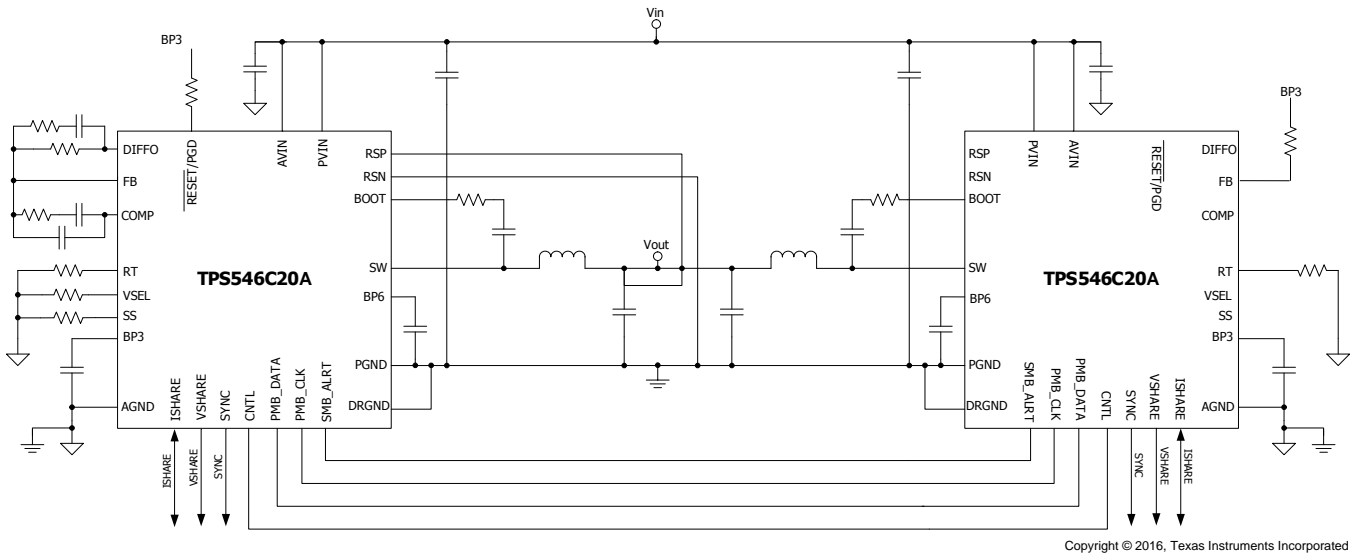 Vin
BP3
BP3
DIFFO
FB
COMP
RT
VSEL
SS
BP3
AGND
RESET/PGD
AVIN
PVIN
RSP
RSN
BOOT
SW
BP6
PGND
DRGND
TPS546C20A
ISHARE
VSHARE
SYNC
CNTL
PMB_DATA
PMB_CLK
SMB_ALRT
ISHARE
VSHARE
SYNC
Vout
RSP
RSN
BOOT
SW
BP6
PGND
DRGND
PVIN
AVIN
RESET/PGD
DIFFO
FB
COMP
RT
VSEL
SS
BP3
AGND
TPS546C20A
SMB_ALRT
PMB_CLK
PMB_DATA
CNTL
SYNC
VSHARE
ISHARE
SYNC
VSHARE
ISHARE
Copyright © 2016, Texas Instruments Incorporated